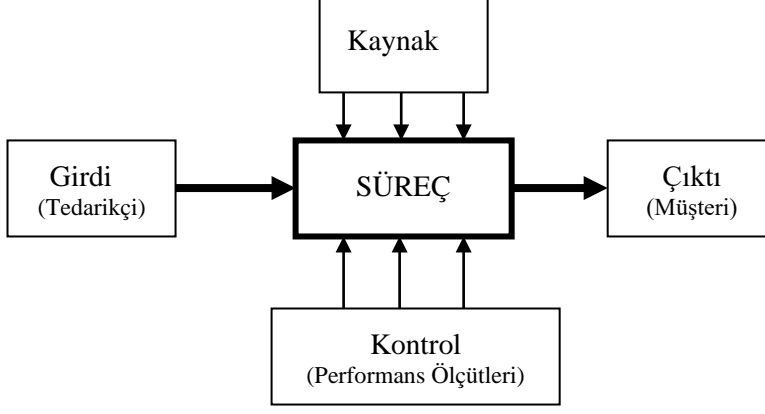 Kaynak
Girdi
(Tedarikçi)
SÜREÇ
Çıktı
(Müşteri)
Kontrol
(Performans Ölçütleri)